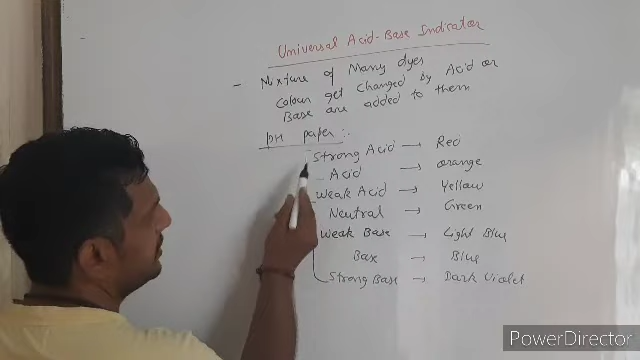 Universal Acid-Base Indicator
- Mixture of Many dyes
Colour get changed by Acid or
Base are added to them
pH paper :-
Strong Acid → Red
Acid → orange
Weak Acid → Yellow
Neutral → Green
Weak Base → Light Blue
Base → Blue
Strong Base → Dark Violet
PowerDirector